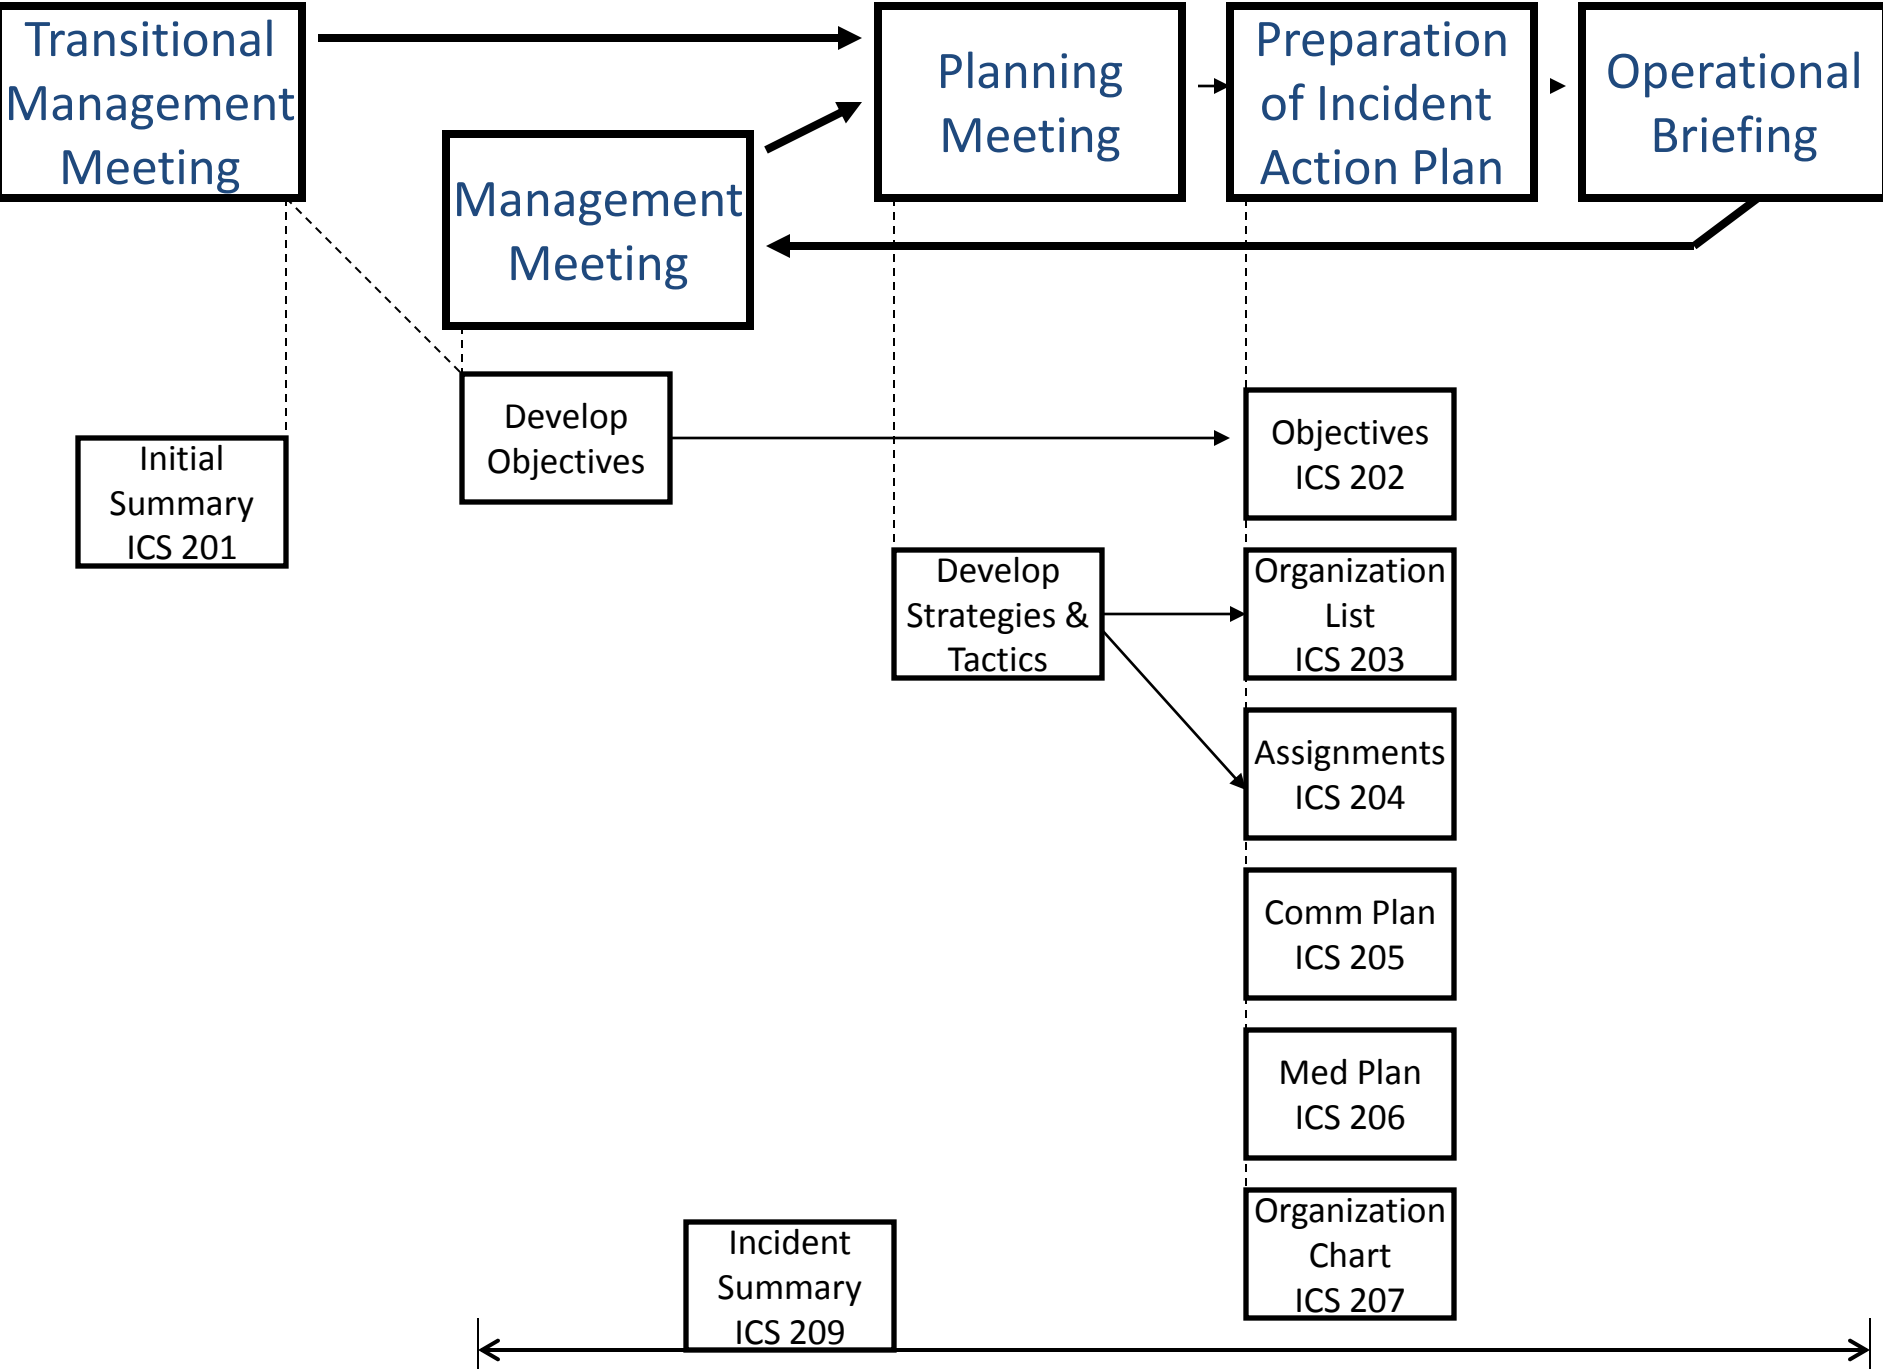 Transitional
Management
Meeting
Planning
Meeting
Preparation
of Incident
Action Plan
Operational
Briefing
Management
Meeting
Develop
Objectives
Objectives
ICS 202
Initial
Summary
ICS 201
Develop
Strategies &
Tactics
Organization
List
ICS 203
Assignments
ICS 204
Comm Plan
ICS 205
Med Plan
ICS 206
Organization
Chart
ICS 207
Incident
Summary
ICS 209